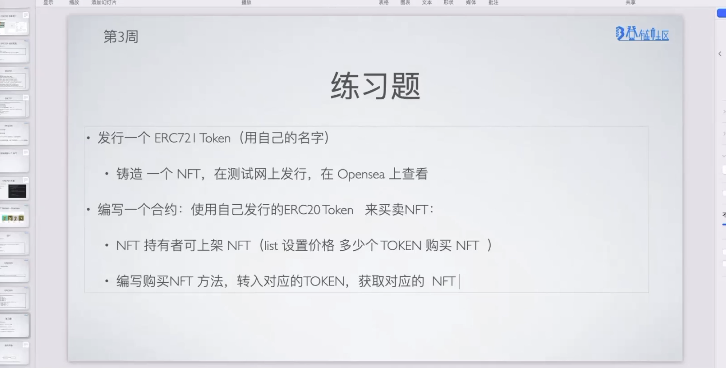 第3周
登链社区
练习题
• 发行一个 ERC721 Token（用自己的名字）
• 铸造 一个 NFT，在测试网上发行，在 Opensea 上查看
• 编写一个合约：使用自己发行的ERC20 Token 来买卖NFT：
• NFT 持有者可上架 NFT（list 设置价格 多少个 TOKEN 购买 NFT ）
• 编写购买NFT 方法，转入对应的TOKEN，获取对应的 NFT